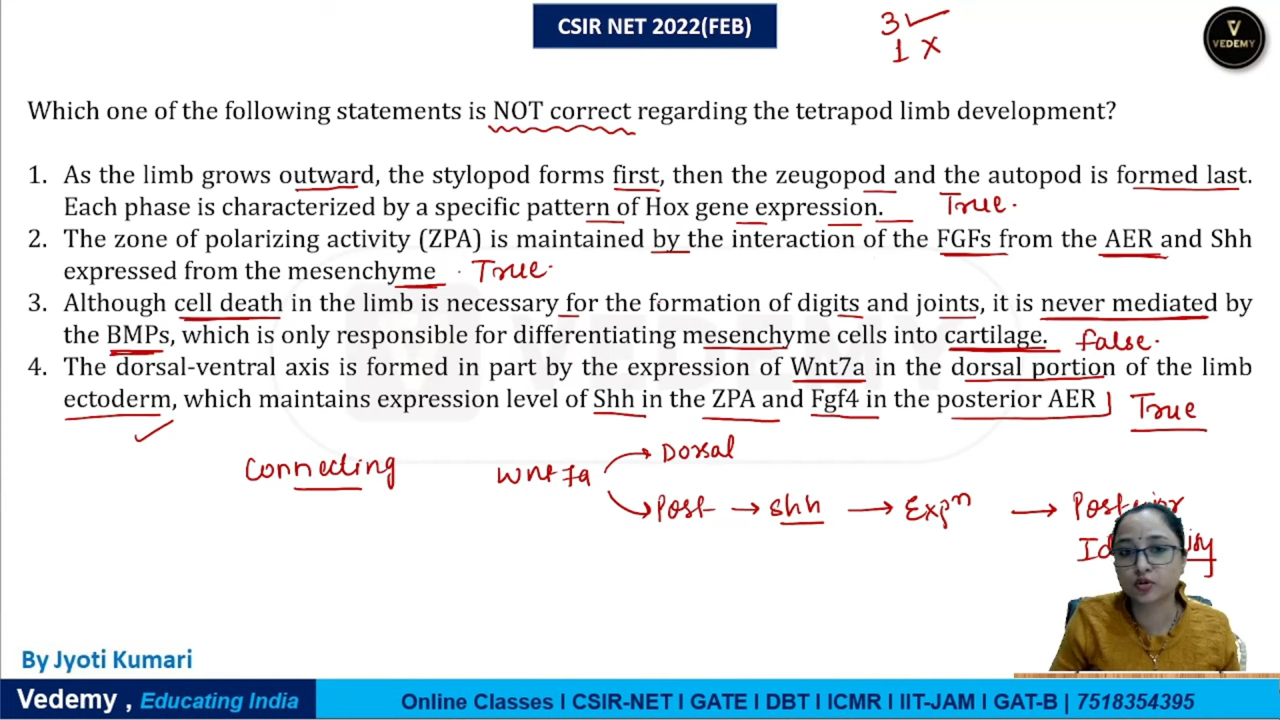 CSIR NET 2022(FEB)
3 ✓
1 X
V
VEDEMY
Which one of the following statements is NOT correct regarding the tetrapod limb development?
1. As the limb grows outward, the stylopod forms first, then the zeugopod and the autopod is formed last.
Each phase is characterized by a specific pattern of Hox gene expression. True.
2. The zone of polarizing activity (ZPA) is maintained by the interaction of the FGFs from the AER and Shh
expressed from the mesenchyme . True.
3. Although cell death in the limb is necessary for the formation of digits and joints, it is never mediated by
the BMPs, which is only responsible for differentiating mesenchyme cells into cartilage. false.
4. The dorsal-ventral axis is formed in part by the expression of Wnt7a in the dorsal portion of the limb
ectoderm, which maintains expression level of Shh in the ZPA and Fgf4 in the posterior AER True
Connecting
Wnt 7a → Dorsal
→ Post → Shh → Expⁿ → Posterior
By Jyoti Kumari
Vedemy , Educating India
Online Classes I CSIR-NET I GATE I DBT I ICMR I IIT-JAM I GAT-B I 7518354395